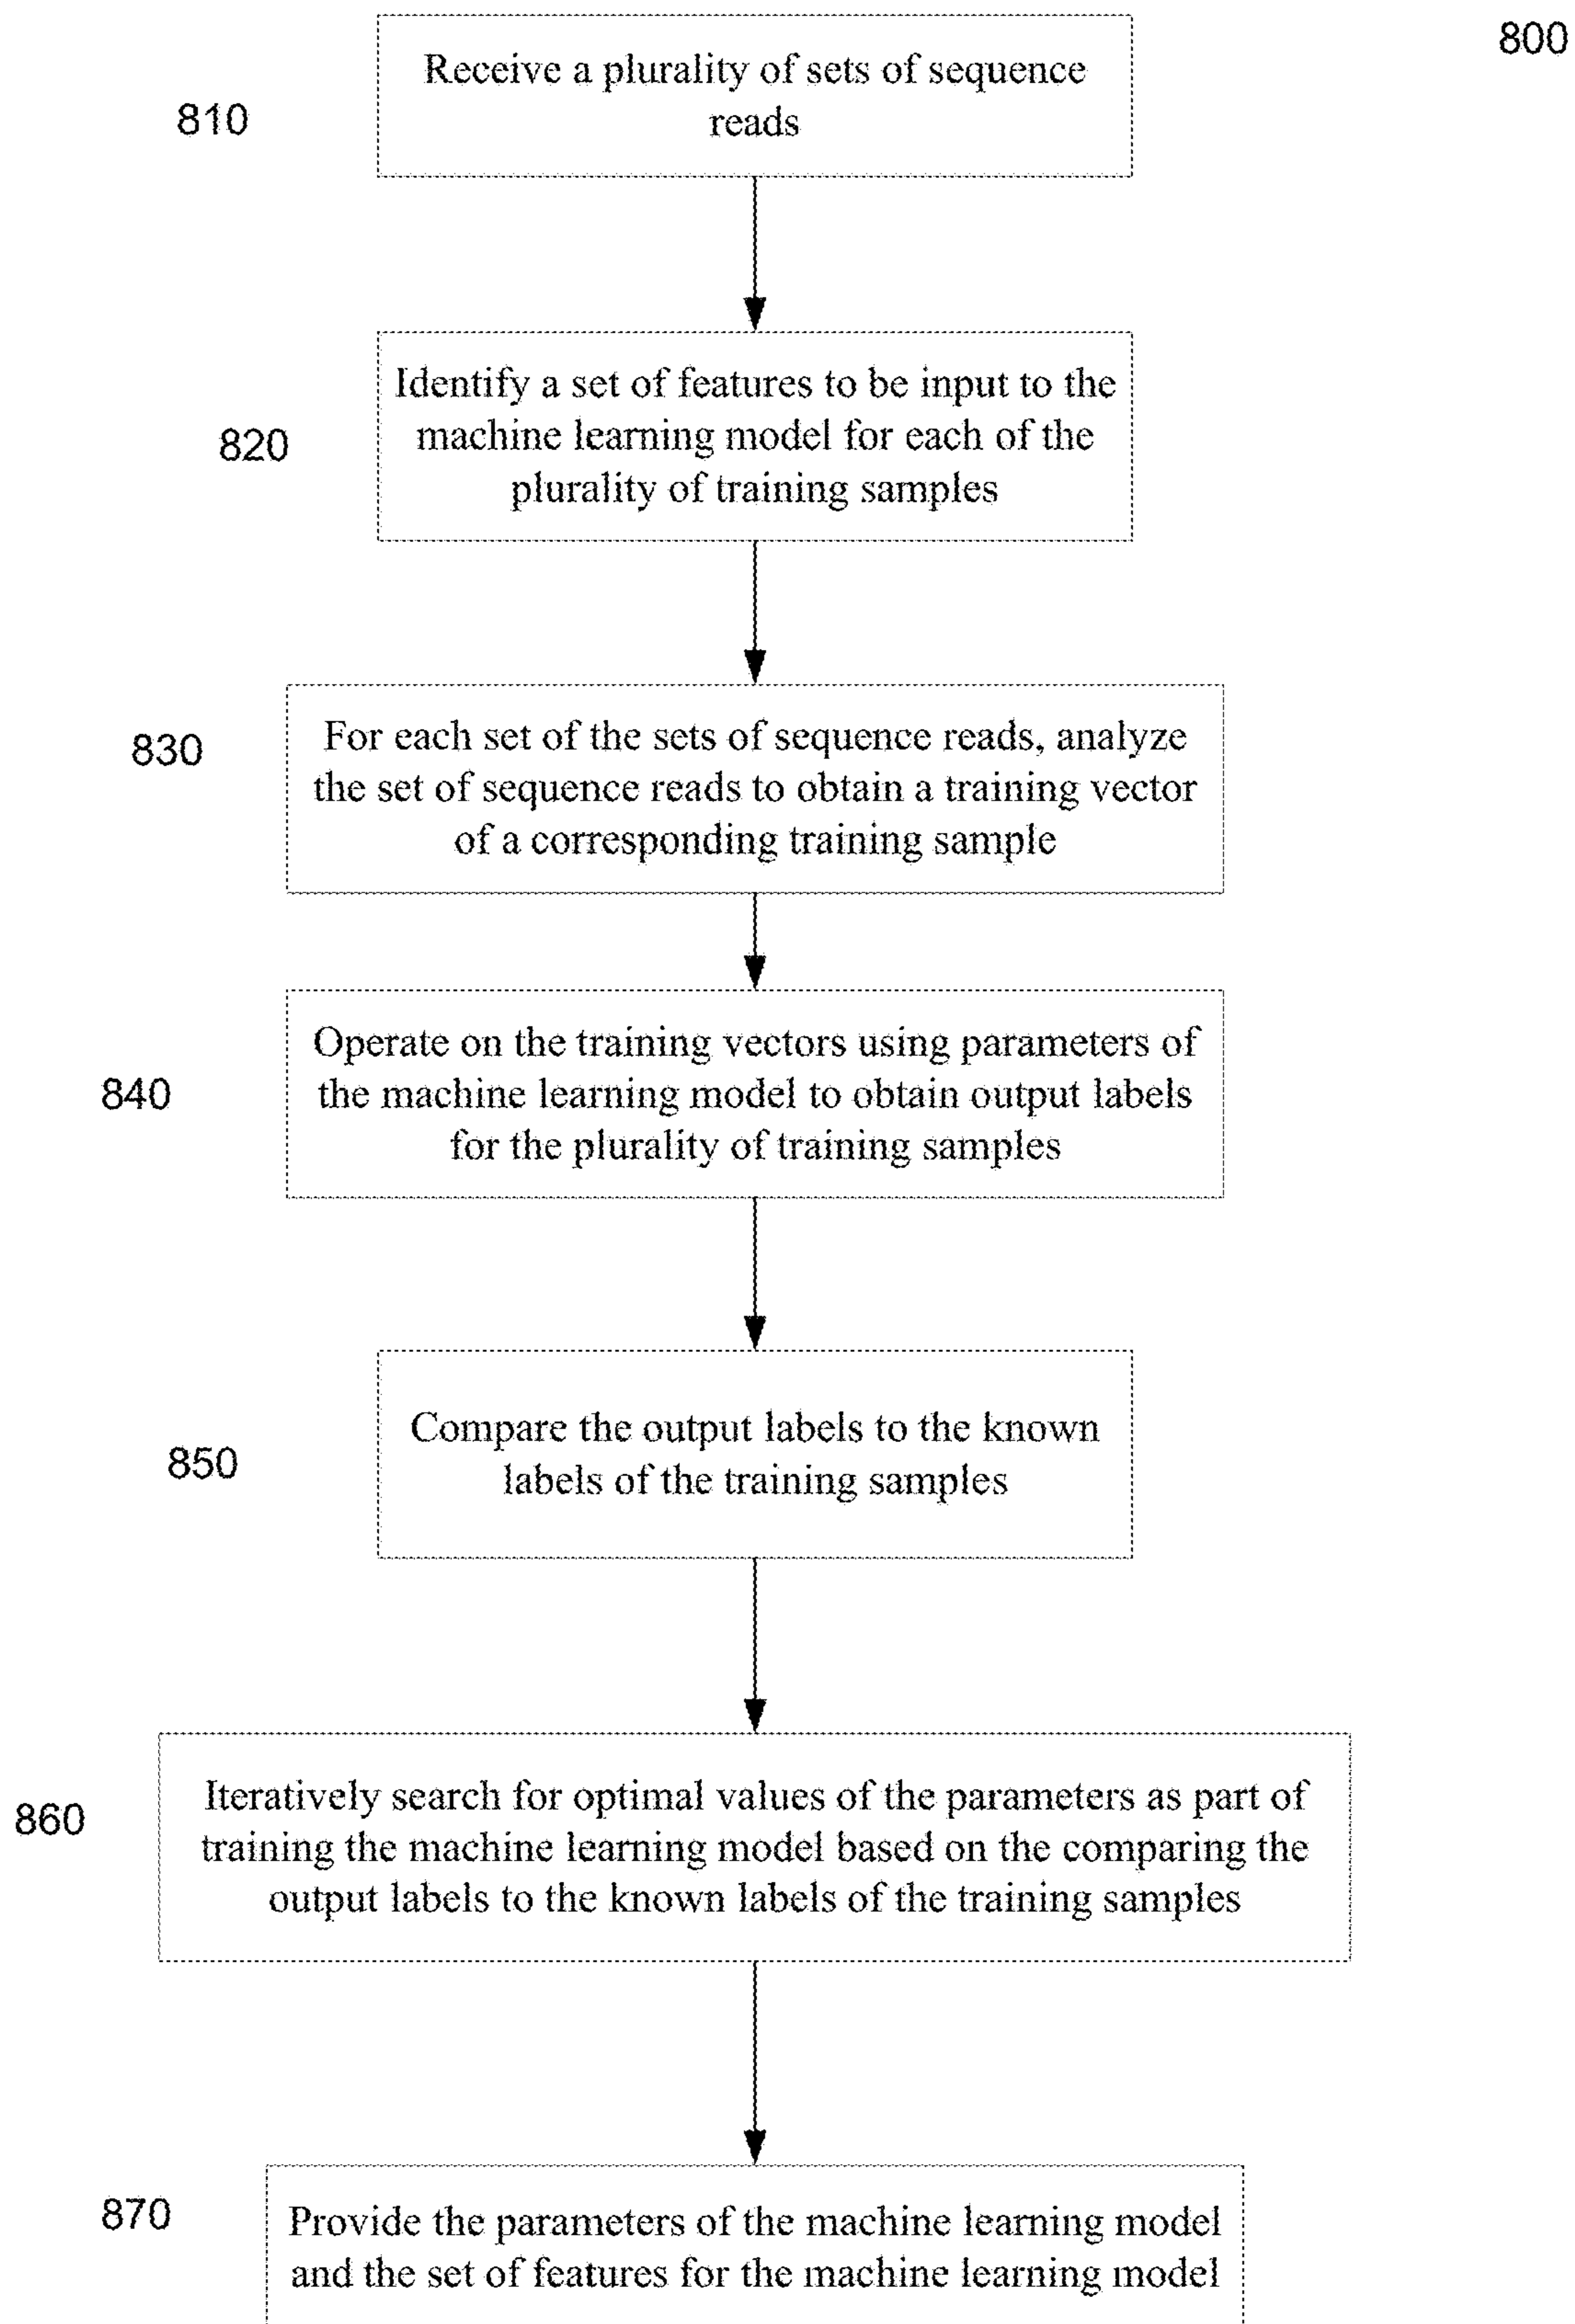 800
Receive a plurality of sets of sequence
reads
810
Identify a set of features to be input to the
machine learning model for each of the
plurality of training samples
820
For each set of the sets of sequence reads, analyze
the set of sequence reads to obtain a training vector
of a corresponding training sample
830
Operate on the training vectors using parameters of
the machine learning model to obtain output labels
for the plurality of training samples
840
Compare the output labels to the known
labels of the training samples
850
Iteratively search for optimal values of the parameters as part of
training the machine learning model based on the comparing the
output labels to the known labels of the training samples
860
Provide the parameters of the machine learning model
and the set of features for the machine learning model
870